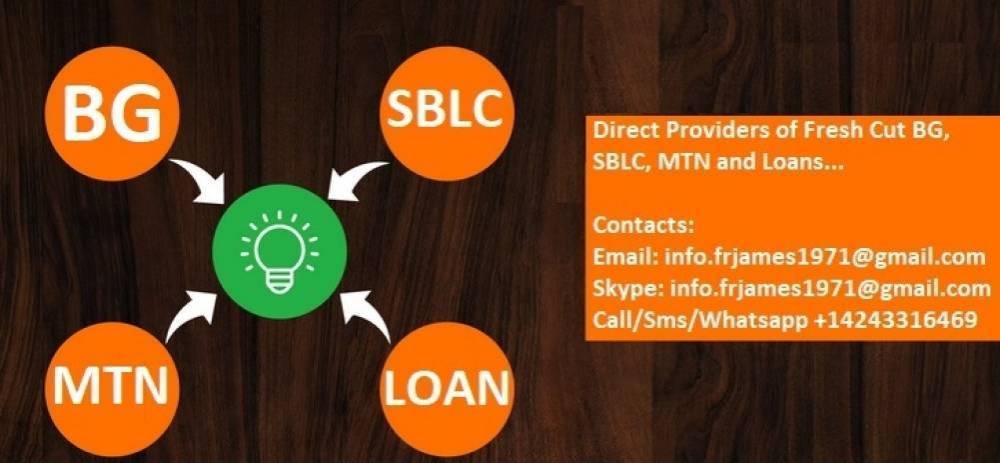 BG
SBLC
MTN
LOAN
Direct Providers of Fresh Cut BG,
SBLC, MTN and Loans...
Contacts:
Email: info.frjames1971@gmail.com
Skype: info.frjames1971@gmail.com
Call/Sms/Whatsapp +14243316469